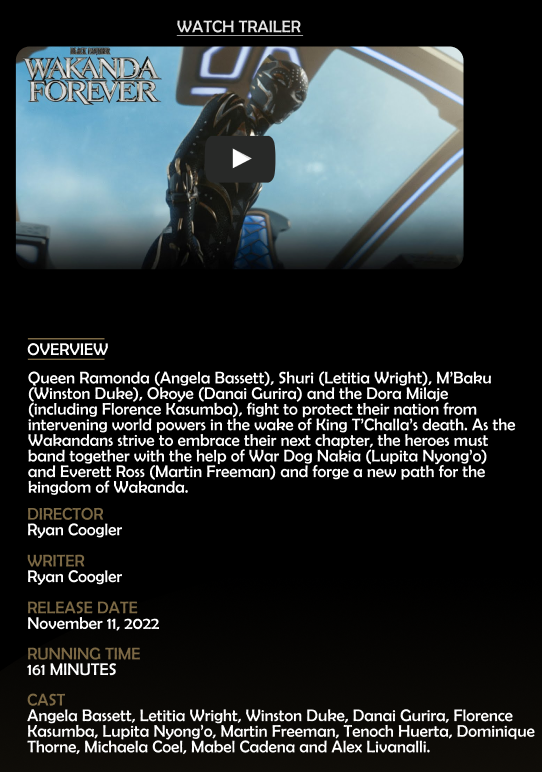 WATCH TRAILER
BLACK PANTHER
WAKANDA
FOREVER
OVERVIEW
Queen Ramonda (Angela Bassett), Shuri (Letitia Wright), M'Baku
(Winston Duke), Okoye (Danai Gurira) and the Dora Milaje
(including Florence Kasumba), fight to protect their nation from
intervening world powers in the wake of King T'Challa's death. As the
Wakandans strive to embrace their next chapter, the heroes must
band together with the help of War Dog Nakia (Lupita Nyong'o)
and Everett Ross (Martin Freeman) and forge a new path for the
kingdom of Wakanda.
DIRECTOR
Ryan Coogler
WRITER
Ryan Coogler
RELEASE DATE
November 11, 2022
RUNNING TIME
161 MINUTES
CAST
Angela Bassett, Letitia Wright, Winston Duke, Danai Gurira, Florence
Kasumba, Lupita Nyong'o, Martin Freeman, Tenoch Huerta, Dominique
Thorne, Michaela Coel, Mabel Cadena and Alex Livanalli.